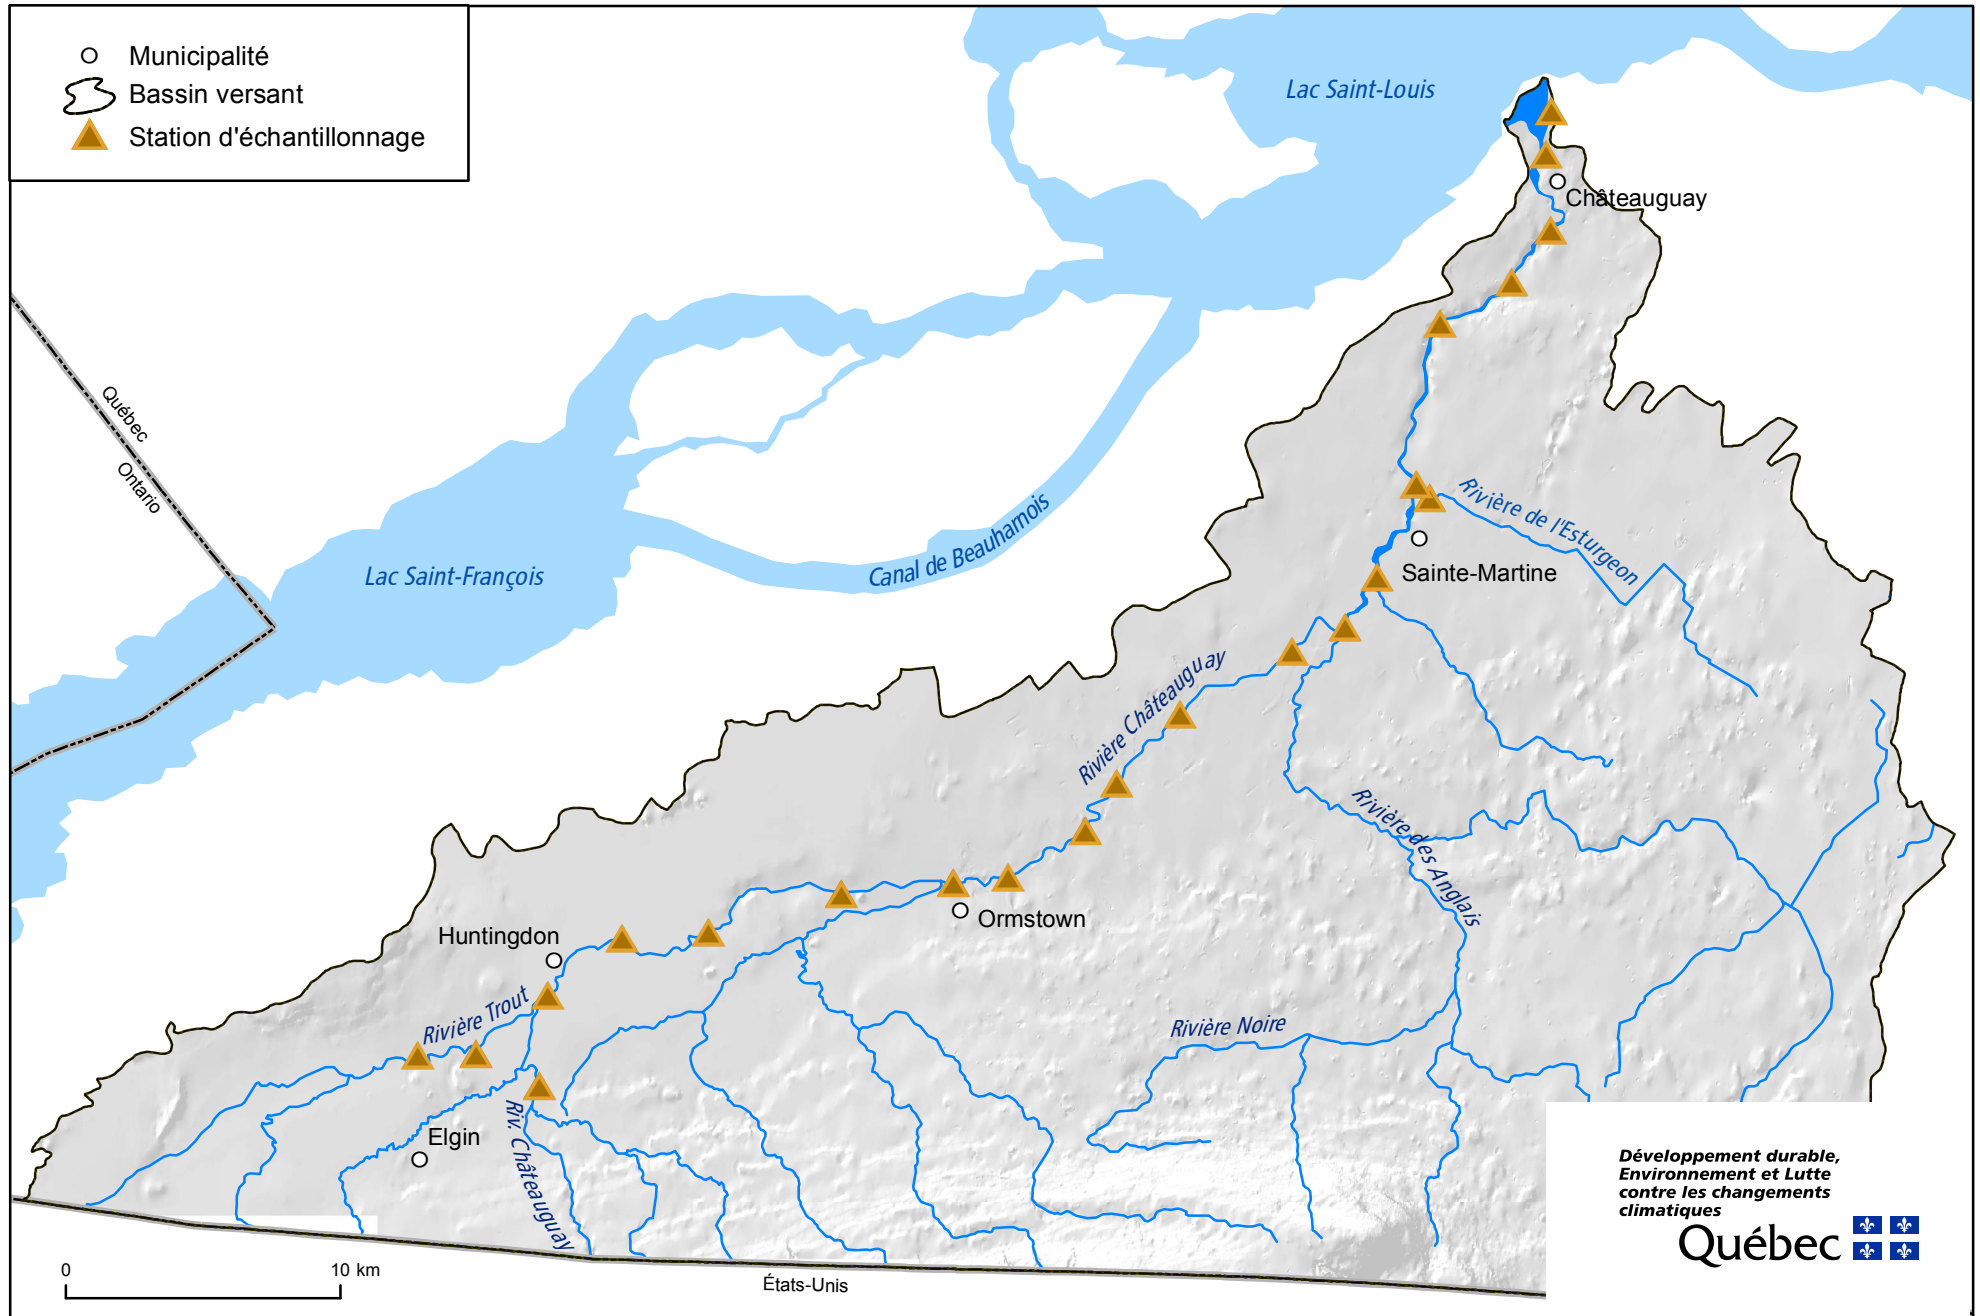 Municipalité
Bassin versant
Station d'échantillonnage
Lac Saint-Louis
Châteauguay
Québec
Ontario
Lac Saint-François
Canal de Beauharnois
Rivière de l'Esturgeon
Sainte-Martine
Rivière Châteauguay
Rivière des Anglais
Ormstown
Huntingdon
Rivière Trout
Rivière Noire
Riv. Châteauguay
Elgin
Développement durable,
Environnement et Lutte
contre les changements
climatiques
Québec
0 10 km
États-Unis